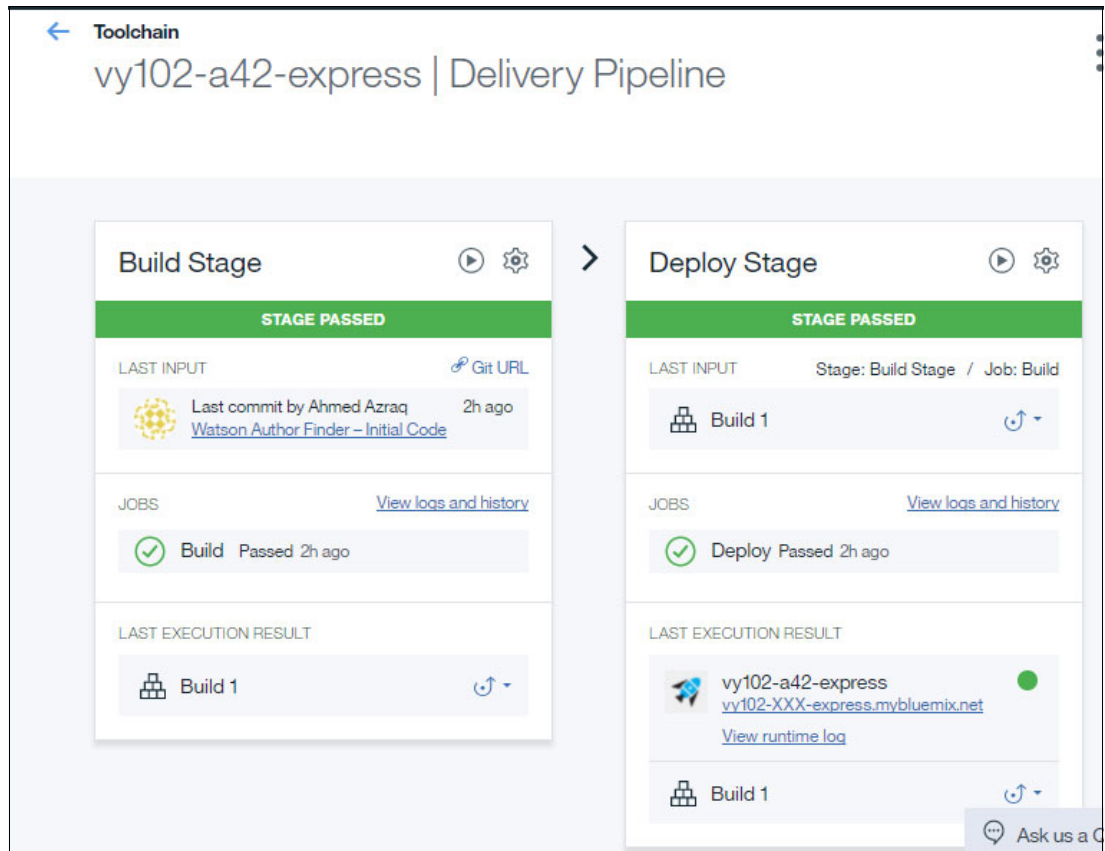 Toolchain
vy102-a42-express | Delivery Pipeline
Build Stage
STAGE PASSED
LAST INPUT Git URL
Last commit by Ahmed Azraq 2h ago
Watson Author Finder – Initial Code
JOBS View logs and history
Build Passed 2h ago
LAST EXECUTION RESULT
Build 1
Deploy Stage
STAGE PASSED
LAST INPUT Stage: Build Stage / Job: Build
Build 1
JOBS View logs and history
Deploy Passed 2h ago
LAST EXECUTION RESULT
vy102-a42-express
vy102-XXX-express.mybluemix.net
View runtime log
Build 1
Ask us a